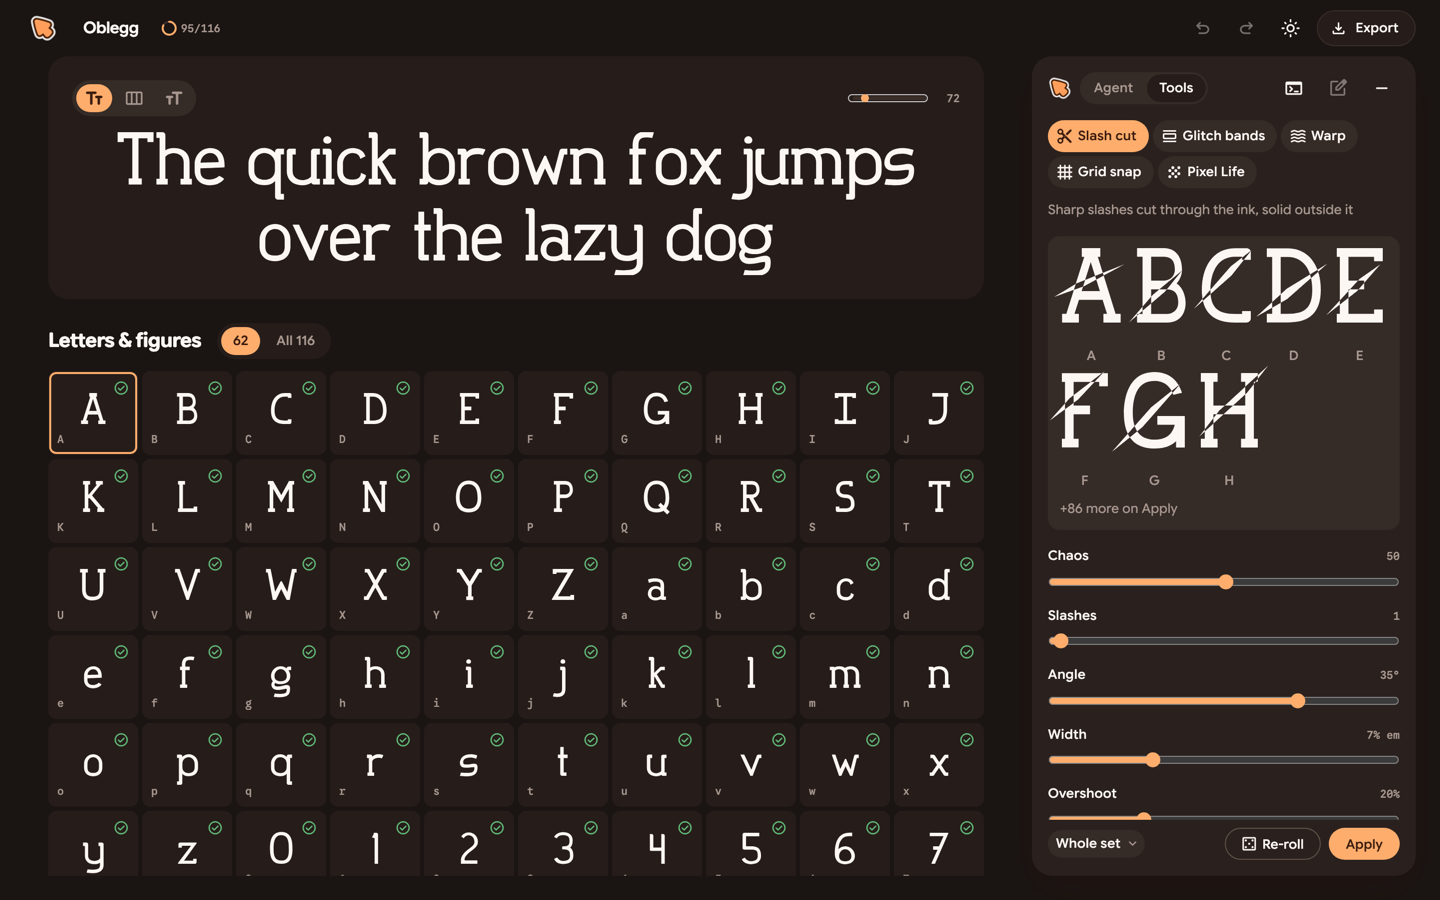 Oblegg 95/116 Export
Tt tT 72
The quick brown fox jumps
over the lazy dog
Letters & figures 62 All 116
A B C D E F G H I J
A B C D E F G H I J
K L M N O P Q R S T
K L M N O P Q R S T
U V W X Y Z a b c d
U V W X Y Z a b c d
e f g h i j k l m n
e f g h i j k l m n
o p q r s t u v w x
o p q r s t u v w x
y z 0 1 2 3 4 5 6 7
Agent Tools
Slash cut Glitch bands Warp
Grid snap Pixel Life
Sharp slashes cut through the ink, solid outside it
ABCDE
A B C D E
FGH
F G H
+86 more on Apply
Chaos 50
Slashes 1
Angle 35°
Width 7% em
Overshoot 20%
Whole set Re-roll Apply